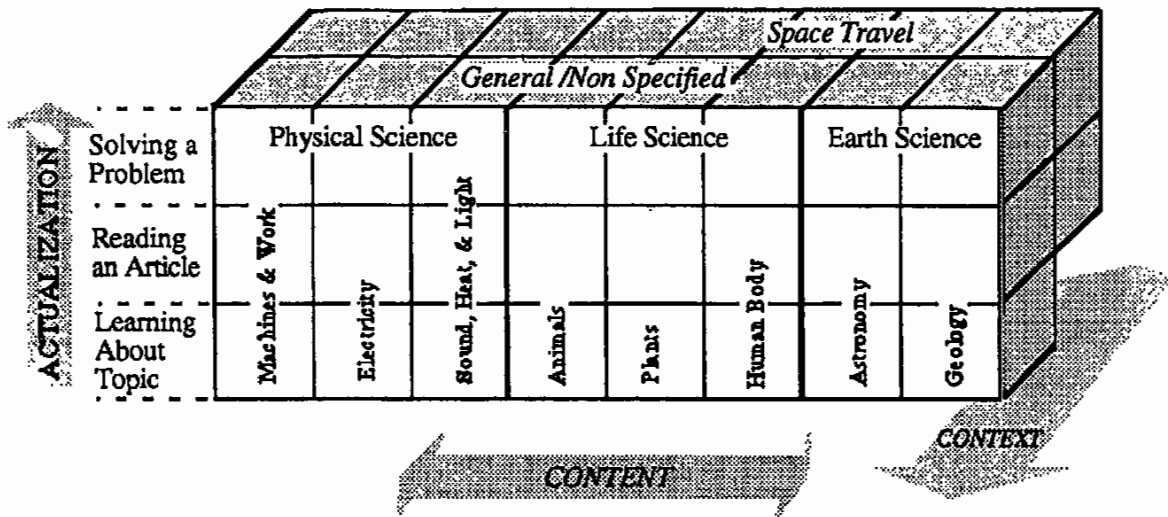 Space Travel
General /Non Specified
ACTUALIZATION
Solving a
Problem
Reading
an Article
Learning
About
Topic
Physical Science
Life Science
Earth Science
Machines & Work
Electricity
Sound, Heat, & Light
Animals
Plants
Human Body
Astronomy
Geology
CONTENT
CONTEXT